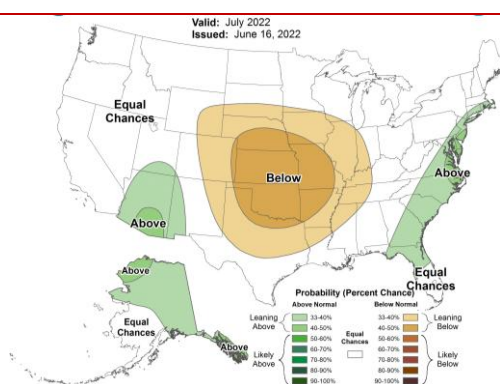 Valid: July 2022
Issued: June 16, 2022
Equal
Chances
Below
Above
Above
Above
Equal
Chances
Above
Equal
Chances
Probability (Percent Chance)
Above Normal
Below Normal
Leaning
Above
33-40%
40-50%
Likely
Above
50-60%
60-70%
70-80%
80-90%
90-100%
Equal
Chances
33-40%
40-50%
Leaning
Below
50-60%
60-70%
70-80%
80-90%
90-100%
Likely
Below